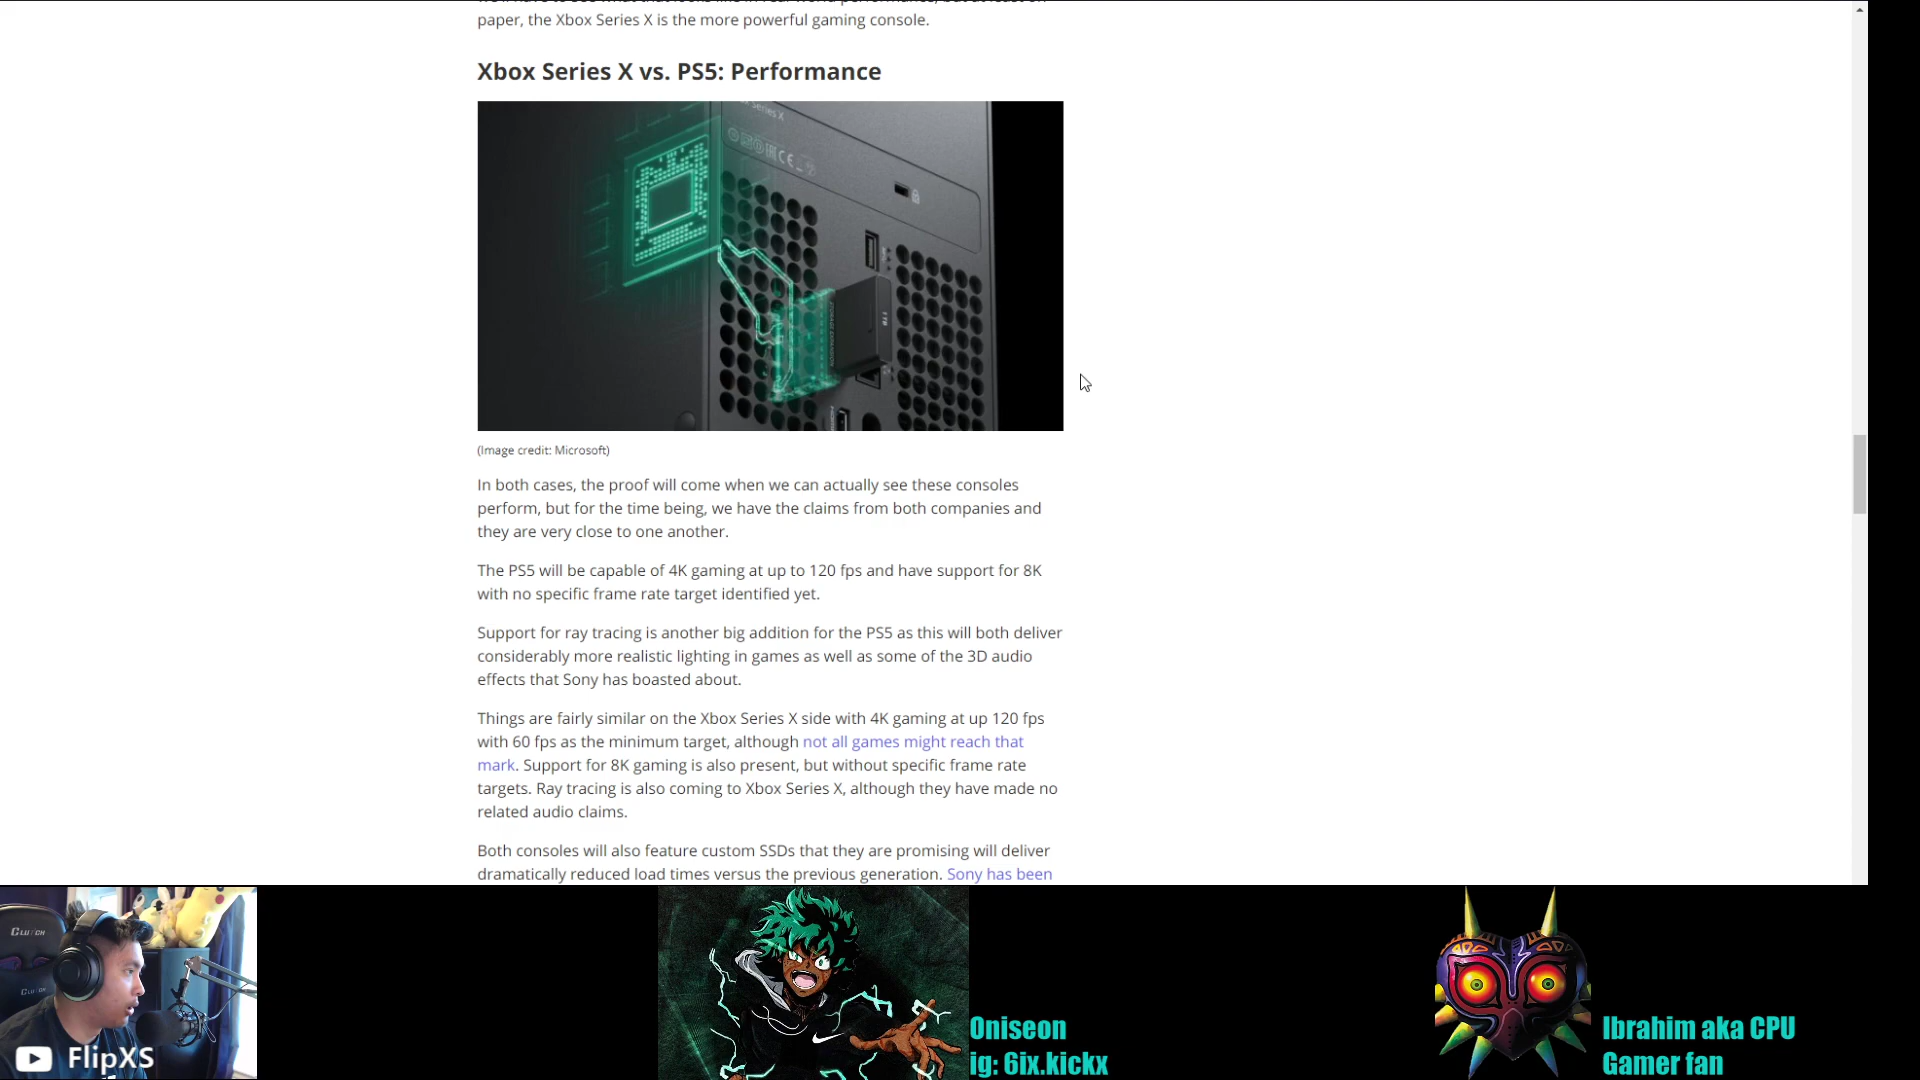 paper, the Xbox Series X is the more powerful gaming console.
Xbox Series X vs. PS5: Performance
Series X
CE
1TB
(Image credit: Microsoft)
In both cases, the proof will come when we can actually see these consoles
perform, but for the time being, we have the claims from both companies and
they are very close to one another.
The PS5 will be capable of 4K gaming at up to 120 fps and have support for 8K
with no specific frame rate target identified yet.
Support for ray tracing is another big addition for the PS5 as this will both deliver
considerably more realistic lighting in games as well as some of the 3D audio
effects that Sony has boasted about.
Things are fairly similar on the Xbox Series X side with 4K gaming at up 120 fps
with 60 fps as the minimum target, although not all games might reach that
mark. Support for 8K gaming is also present, but without specific frame rate
targets. Ray tracing is also coming to Xbox Series X, although they have made no
related audio claims.
Both consoles will also feature custom SSDs that they are promising will deliver
dramatically reduced load times versus the previous generation. Sony has been
CLUTCH
CLUTCH
FlipXS
Oniseon
ig: 6ix.kickx
Ibrahim aka CPU
Gamer fan